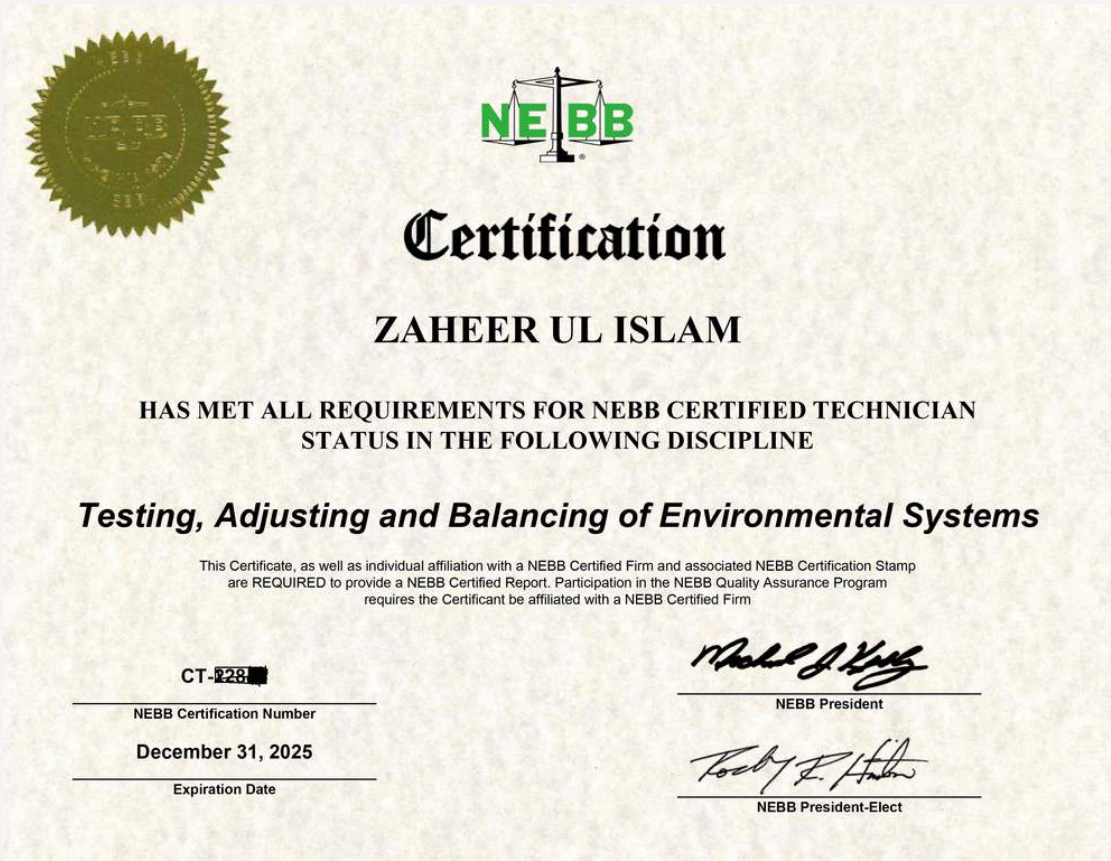 NEBB
NEBB
Certification
ZAHEER UL ISLAM
HAS MET ALL REQUIREMENTS FOR NEBB CERTIFIED TECHNICIAN
STATUS IN THE FOLLOWING DISCIPLINE
Testing, Adjusting and Balancing of Environmental Systems
This Certificate, as well as individual affiliation with a NEBB Certified Firm and associated NEBB Certification Stamp
are REQUIRED to provide a NEBB Certified Report. Participation in the NEBB Quality Assurance Program
requires the Certificant be affiliated with a NEBB Certified Firm
CT-
NEBB Certification Number
December 31, 2025
Expiration Date
NEBB President
NEBB President-Elect